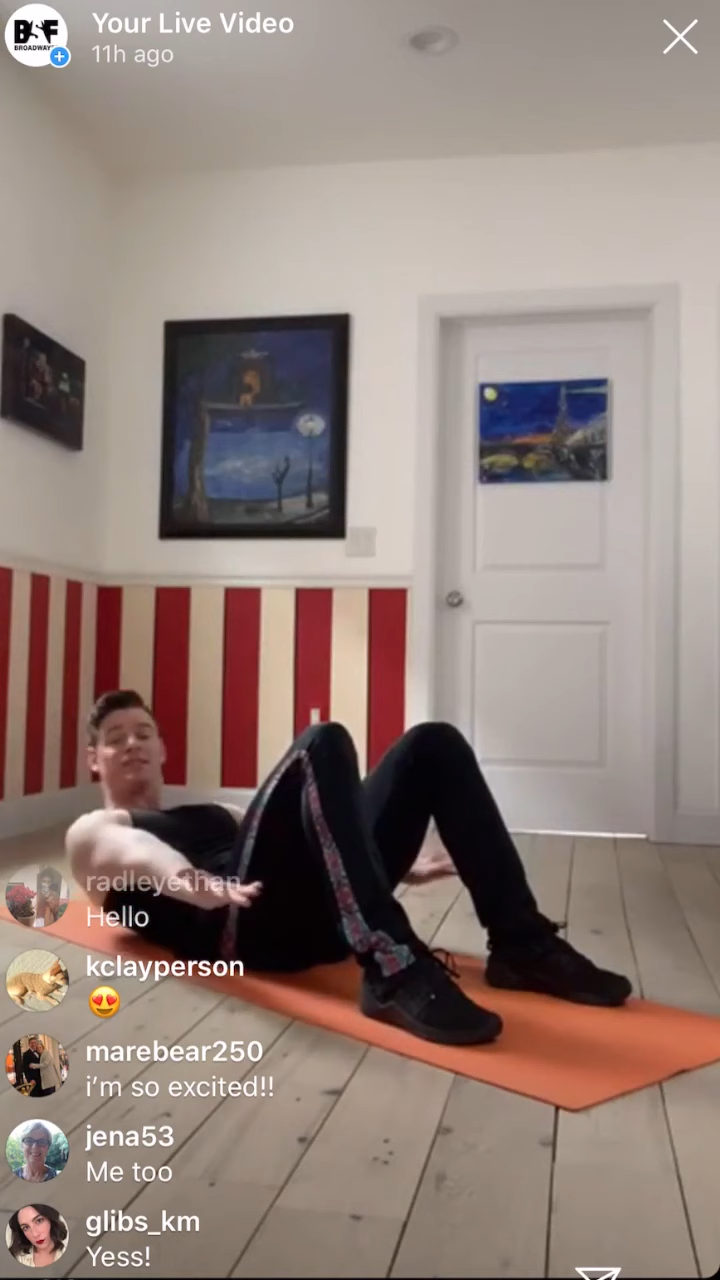 BSF
BROADWAY
Your Live Video
11h ago
radleyethan
Hello
kclayperson
😍
marebear250
i'm so excited!!
jena53
Me too
glibs_km
Yess!